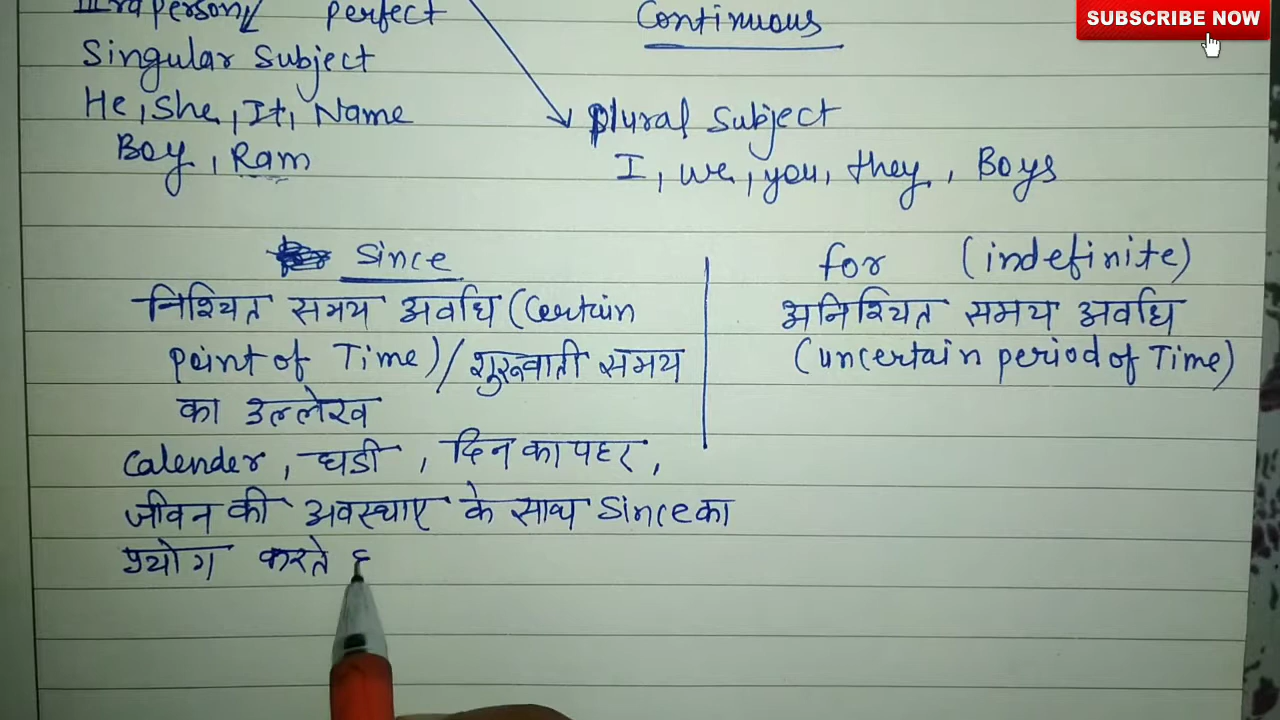 SUBSCRIBE NOW
IIIrd person perfect
Continuous
Singular Subject
He, She, It, Name
Plural Subject
Boy, Ram
I, we, you, they, Boys
Since
for (indefinite)
निश्चित समय अवधि (Certain
अनिश्चित समय अवधि
point of Time)/शुरूवाती समय
(uncertain period of Time)
का उल्लेख
Calender, घडी, दिन का पहर,
जीवन की अवस्थाए के साथ Since का
प्रयोग करते ह